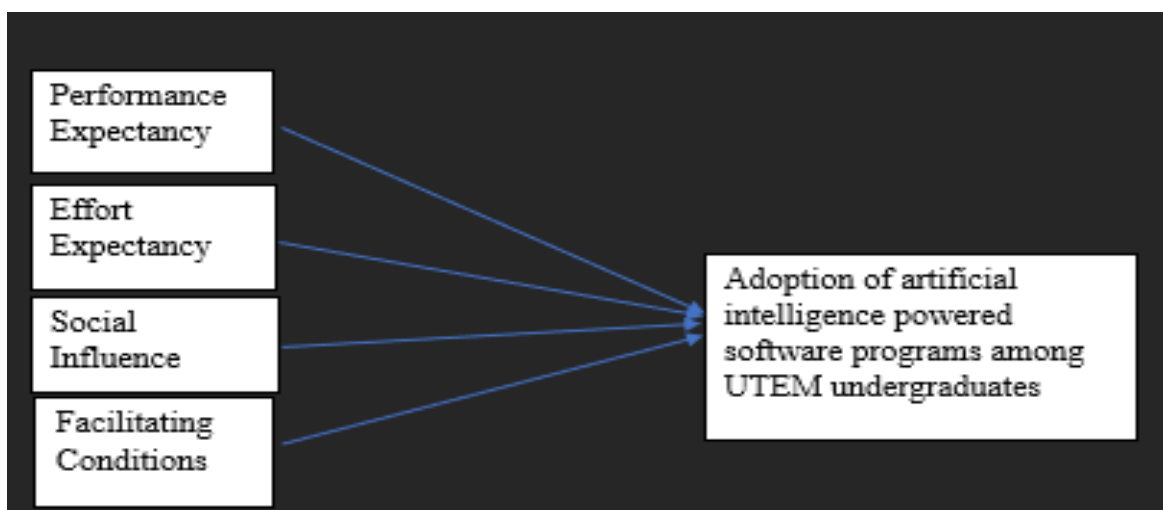 Performance
Expectancy
Effort
Expectancy
Social
Influence
Facilitating
Conditions
Adoption of artificial
intelligence powered
software programs among
UTEM undergraduates